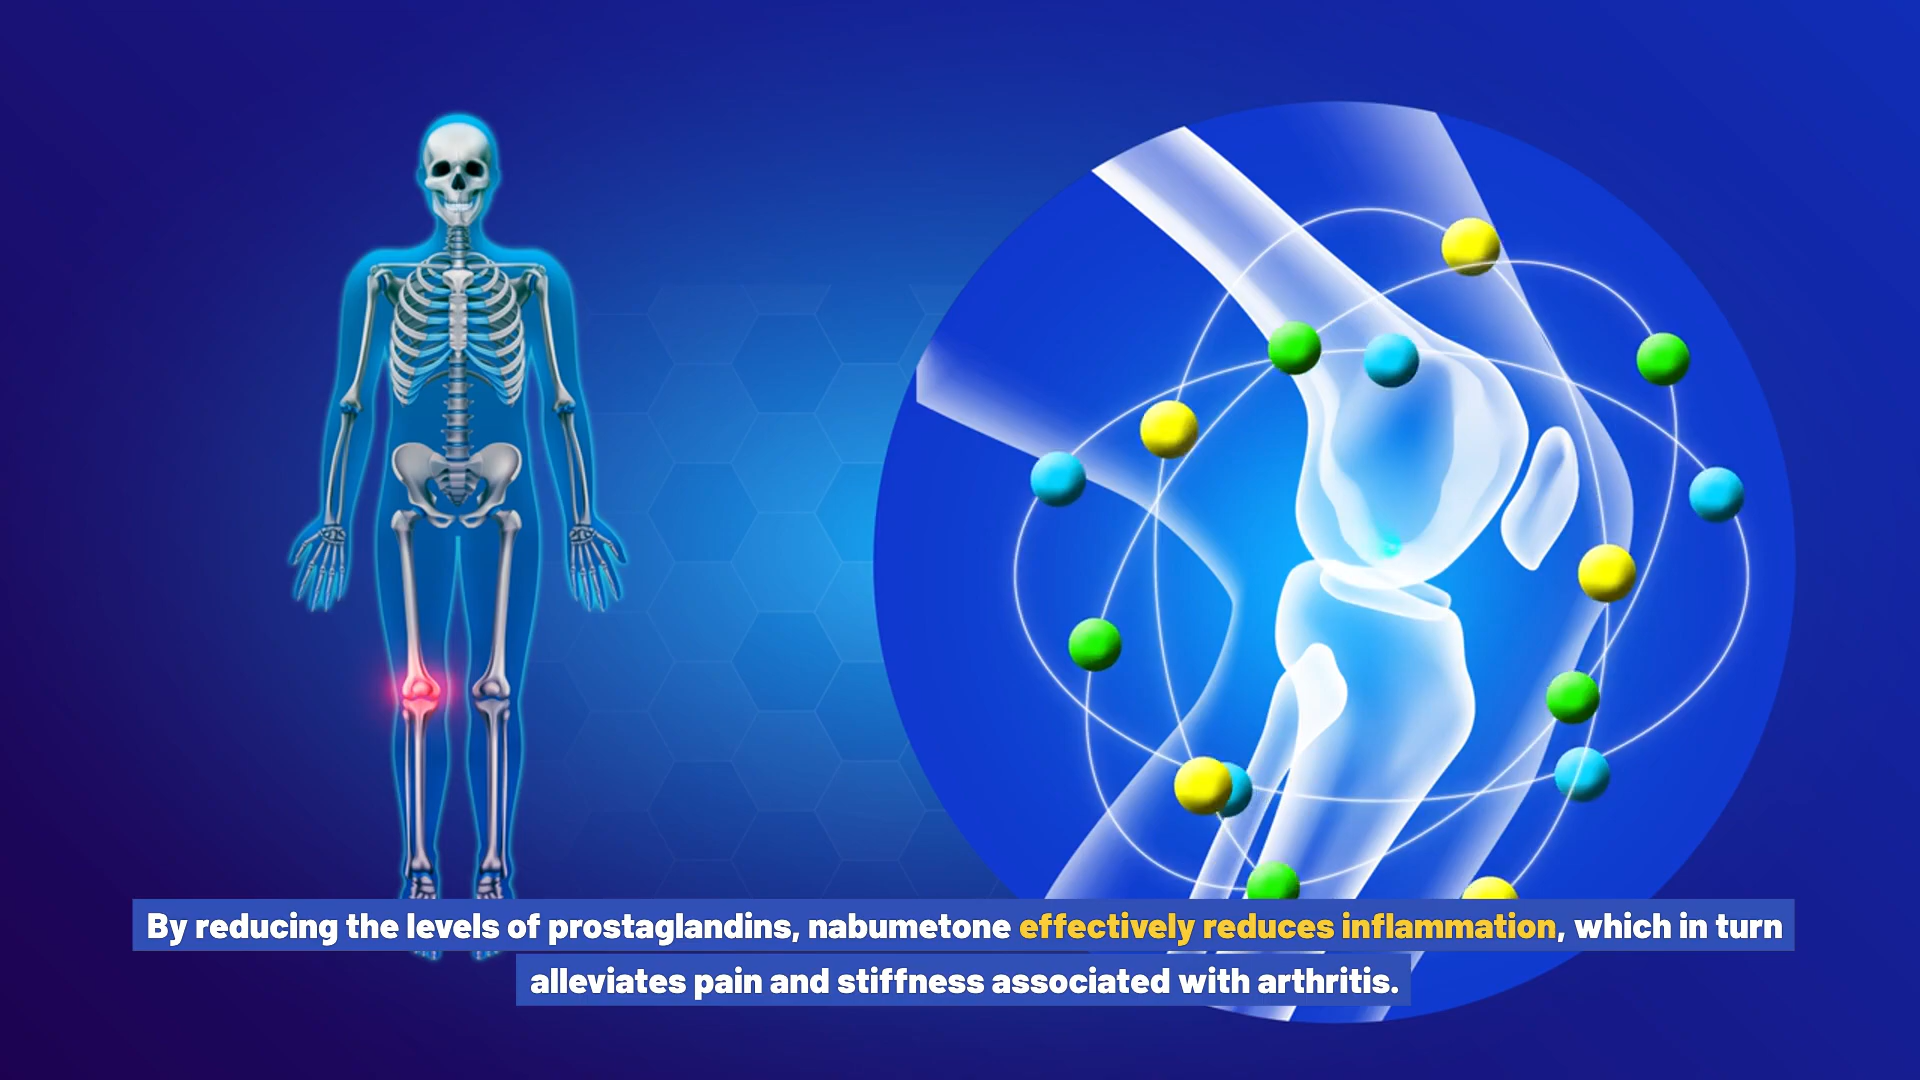 By reducing the levels of prostaglandins, nabumetone effectively reduces inflammation, which in turn
alleviates pain and stiffness associated with arthritis.